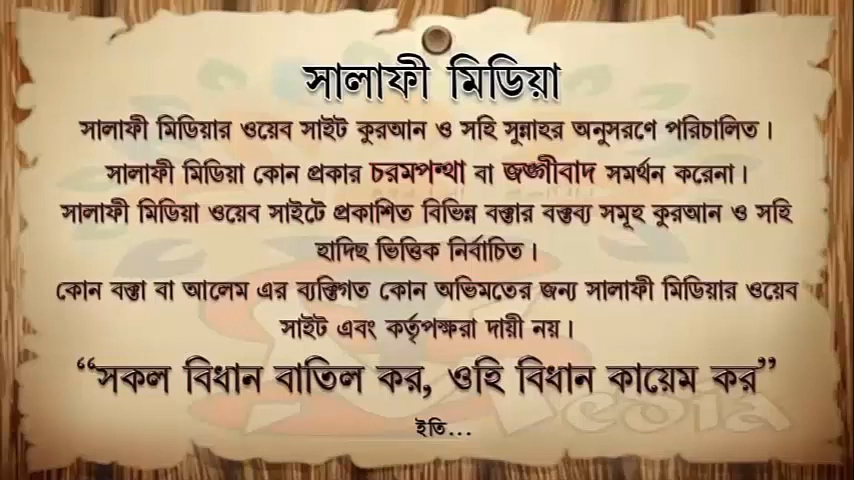 সালাফী মিডিয়া
সালাফী মিডিয়ার ওয়েব সাইট কুরআন ও সহি সুন্নাহর অনুসরণে পরিচালিত।
সালাফী মিডিয়া কোন প্রকার চরমপন্থা বা জঙ্গীবাদ সমর্থন করেনা।
সালাফী মিডিয়া ওয়েব সাইটে প্রকাশিত বিভিন্ন বক্তার বক্তব্য সমূহ কুরআন ও সহি
হাদিছ ভিত্তিক নির্বাচিত।
কোন বক্তা বা আলেম এর ব্যক্তিগত কোন অভিমতের জন্য সালাফী মিডিয়ার ওয়েব
সাইট এবং কর্তৃপক্ষরা দায়ী নয়।
“সকল বিধান বাতিল কর, ওহি বিধান কায়েম কর”
ইতি...